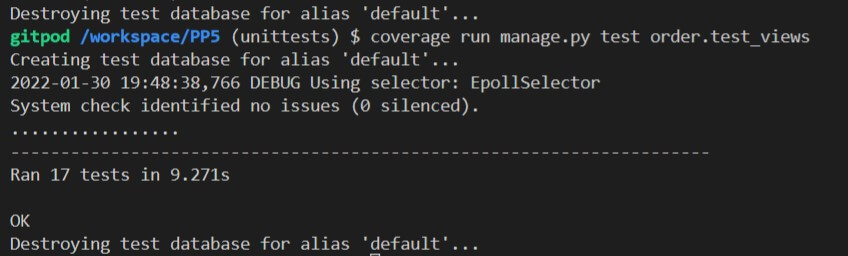 Destroying test database for alias 'default'...
gitpod /workspace/PP5 (unittests) $ coverage run manage.py test order.test_views
Creating test database for alias 'default'...
2022-01-30 19:48:38,766 DEBUG Using selector: EpollSelector
System check identified no issues (0 silenced).
.................
----------------------------------------------------------------------
Ran 17 tests in 9.271s
OK
Destroying test database for alias 'default'...